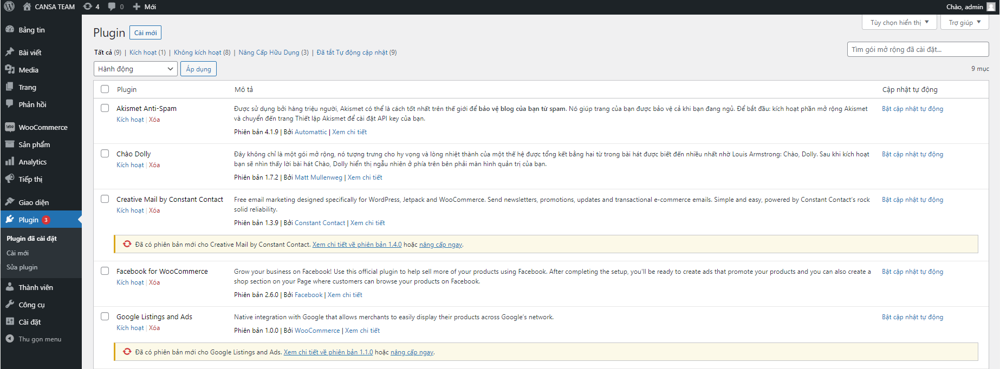 CANSA TEAM 4 0 Mới Chào, admin
Bảng tin
Bài viết
Media
Trang
Phản hồi
WooCommerce
Sản phẩm
Analytics
Tiếp thị
Giao diện
Plugin 3
Plugin đã cài đặt
Cài mới
Sửa plugin
Thành viên
Công cụ
Cài đặt
Thu gọn menu
Tùy chọn hiển thị Trợ giúp
Plugin Cài mới
Tất cả (9) | Kích hoạt (1) | Không kích hoạt (8) | Nâng Cấp Hữu Dụng (3) | Đã tắt Tự động cập nhật (9)
Tìm gói mở rộng đã cài đặt...
Hành động Áp dụng
9 mục
Plugin Mô tả Cập nhật tự động
Akismet Anti-Spam
Kích hoạt | Xóa
Được sử dụng bởi hàng triệu người, Akismet có thể là cách tốt nhất trên thế giới để bảo vệ blog của bạn từ spam. Nó giúp trang của bạn được bảo vệ cả khi bạn đang ngủ. Để bắt đầu: kích hoạt phần mở rộng Akismet
và chuyển đến trang Thiết lập Akismet để cài đặt API key của bạn.
Phiên bản 4.1.9 | Bởi Automattic | Xem chi tiết
Bật cập nhật tự động
Chào Dolly
Kích hoạt | Xóa
Đây không chỉ là một gói mở rộng, nó tượng trưng cho hy vọng và lòng nhiệt thành của một thế hệ được tổng kết bằng hai từ trong bài hát được biết đến nhiều nhất nhờ Louis Armstrong: Chào, Dolly. Sau khi kích hoạt
bạn sẽ nhìn thấy lời bài hát Chào, Dolly hiển thị ngẫu nhiên ở phía trên bên phải màn hình quản trị của bạn.
Phiên bản 1.7.2 | Bởi Matt Mullenweg | Xem chi tiết
Bật cập nhật tự động
Creative Mail by Constant Contact
Kích hoạt | Xóa
Free email marketing designed specifically for WordPress, Jetpack and WooCommerce. Send newsletters, promotions, updates and transactional e-commerce emails. Simple and easy, powered by Constant Contact's rock
solid reliability.
Phiên bản 1.3.9 | Bởi Constant Contact | Xem chi tiết
Bật cập nhật tự động
Đã có phiên bản mới cho Creative Mail by Constant Contact. Xem chi tiết về phiên bản 1.4.0 hoặc nâng cấp ngay.
Facebook for WooCommerce
Kích hoạt | Xóa
Grow your business on Facebook! Use this official plugin to help sell more of your products using Facebook. After completing the setup, you'll be ready to create ads that promote your products and you can also create a
shop section on your Page where customers can browse your products on Facebook.
Phiên bản 2.6.0 | Bởi Facebook | Xem chi tiết
Bật cập nhật tự động
Google Listings and Ads
Kích hoạt | Xóa
Native integration with Google that allows merchants to easily display their products across Google's network.
Phiên bản 1.0.0 | Bởi WooCommerce | Xem chi tiết
Bật cập nhật tự động
Đã có phiên bản mới cho Google Listings and Ads. Xem chi tiết về phiên bản 1.1.0 hoặc nâng cấp ngay.